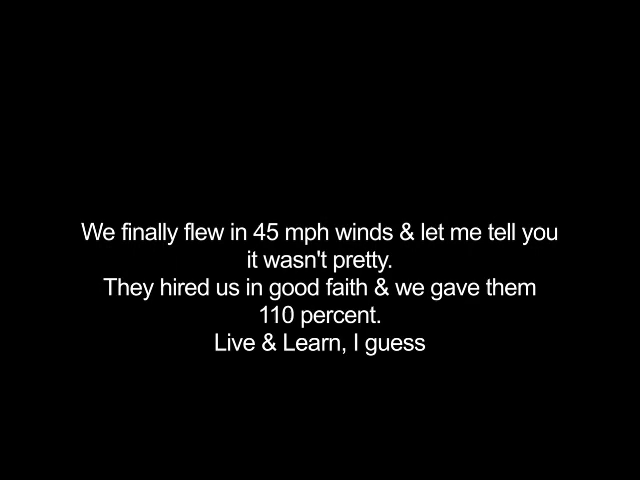 We finally flew in 45 mph winds & let me tell you
it wasn't pretty.
They hired us in good faith & we gave them
110 percent.
Live & Learn, I guess